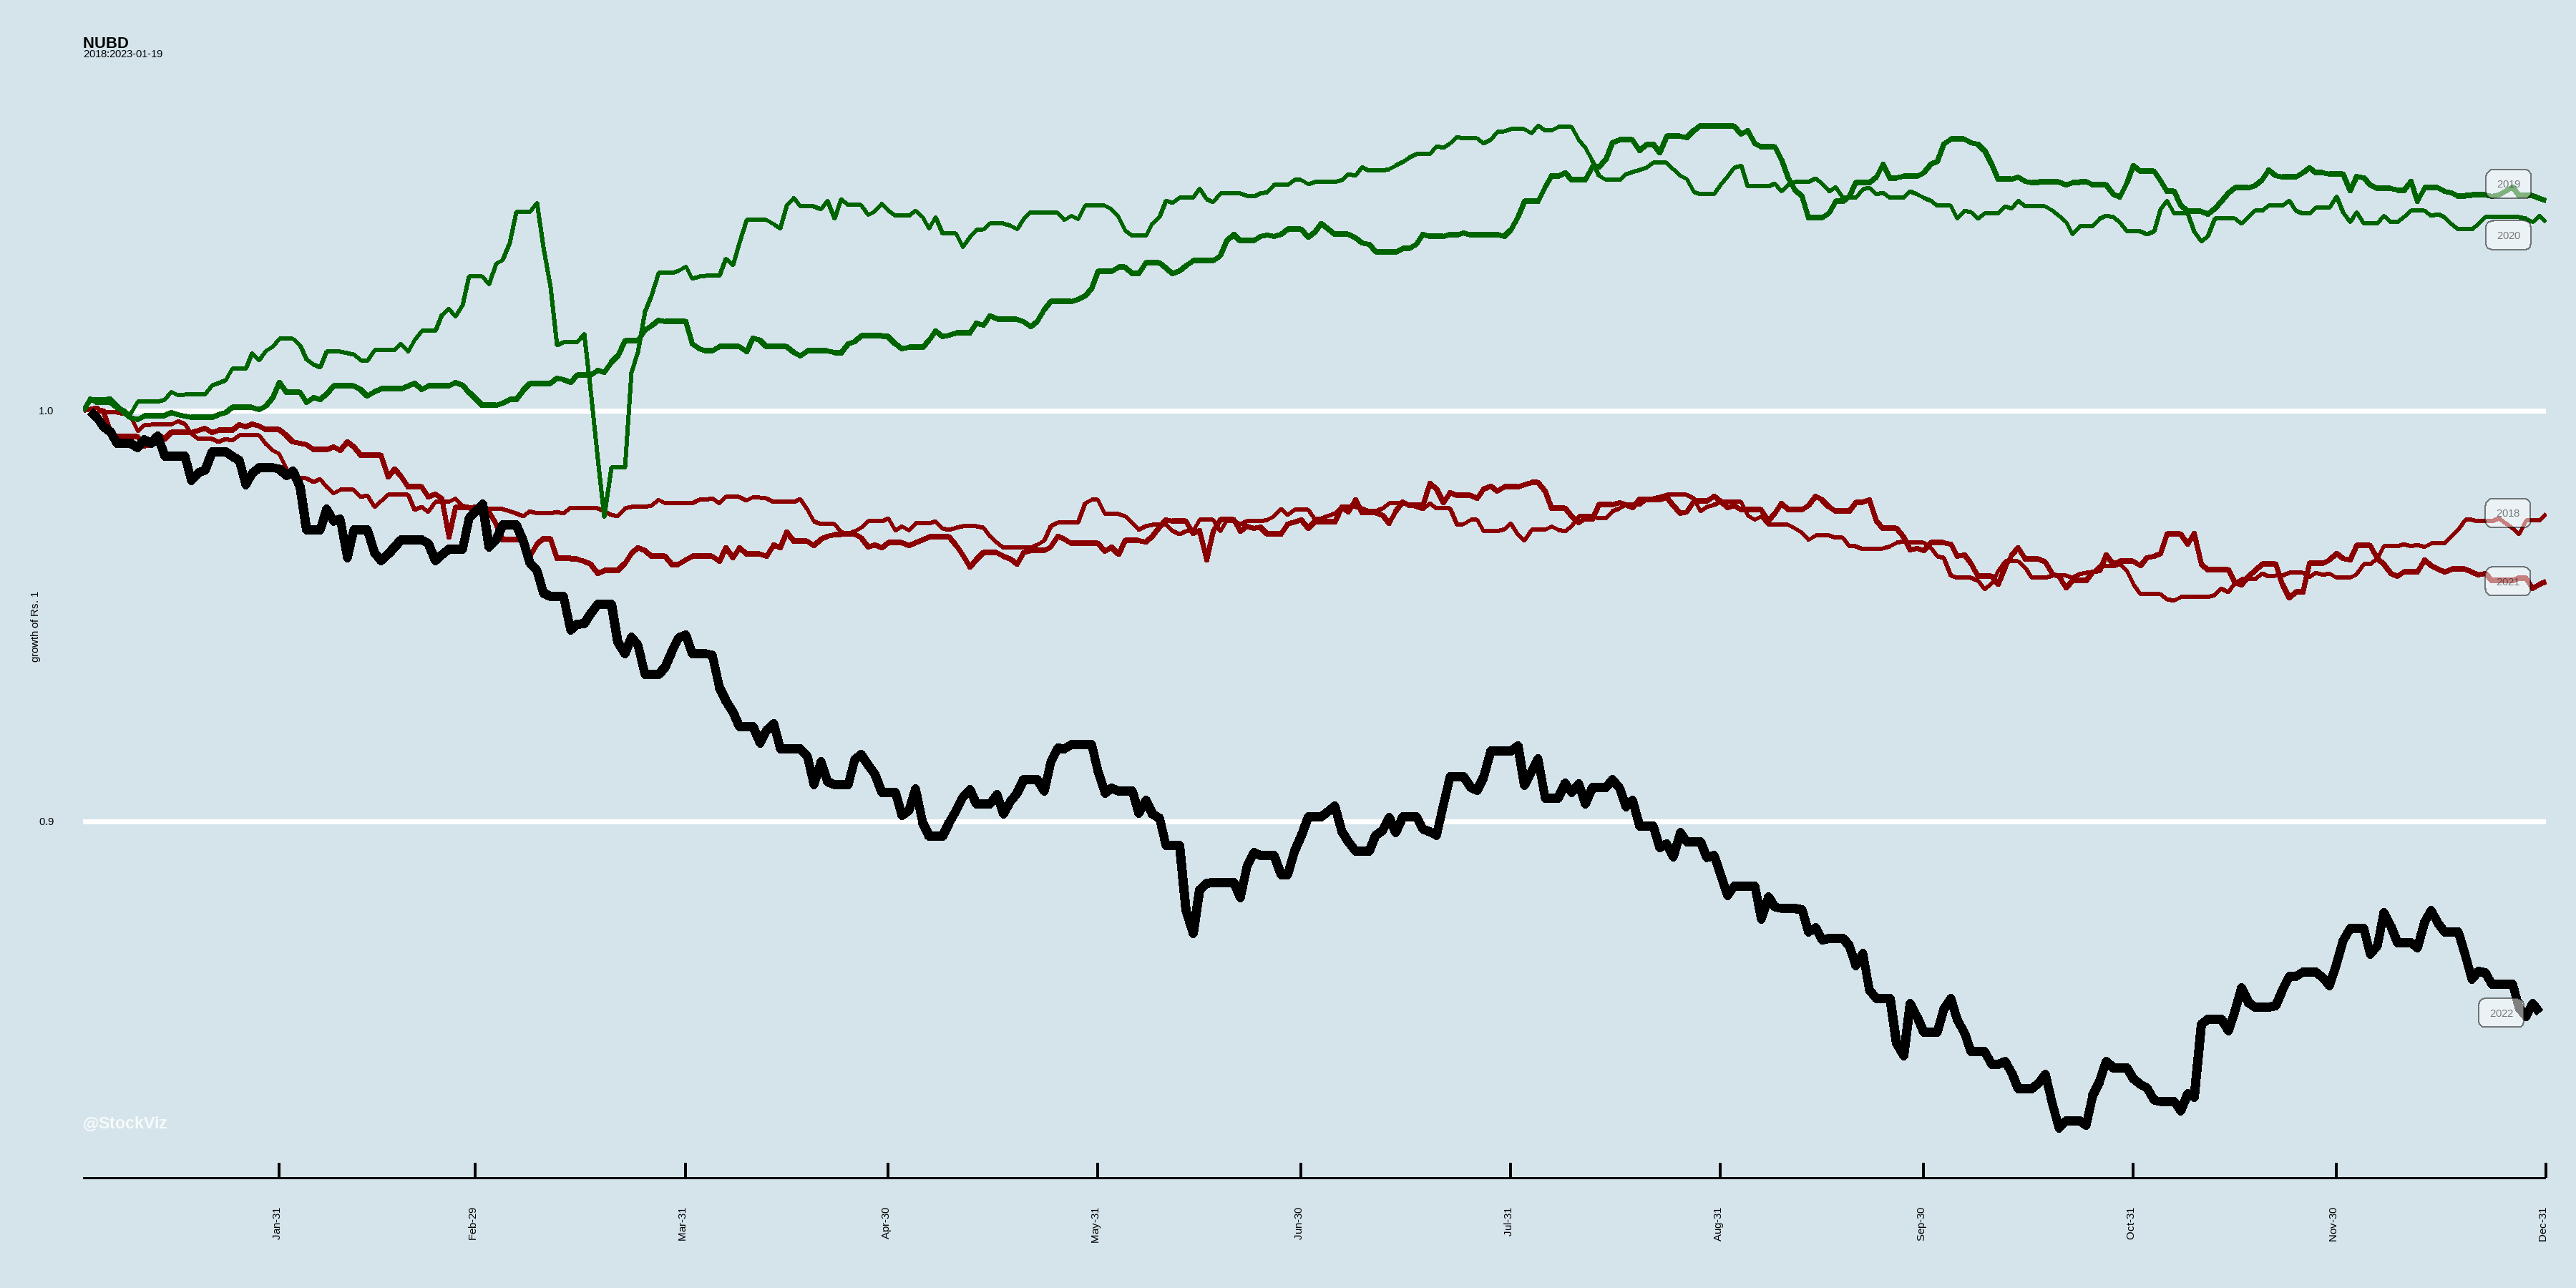 NUBD
2018:2023-01-19
2019
2020
1.0
2018
2021
growth of Rs. 1
0.9
2022
@StockViz
Jan-31
Feb-29
Mar-31
Apr-30
May-31
Jun-30
Jul-31
Aug-31
Sep-30
Oct-31
Nov-30
Dec-31